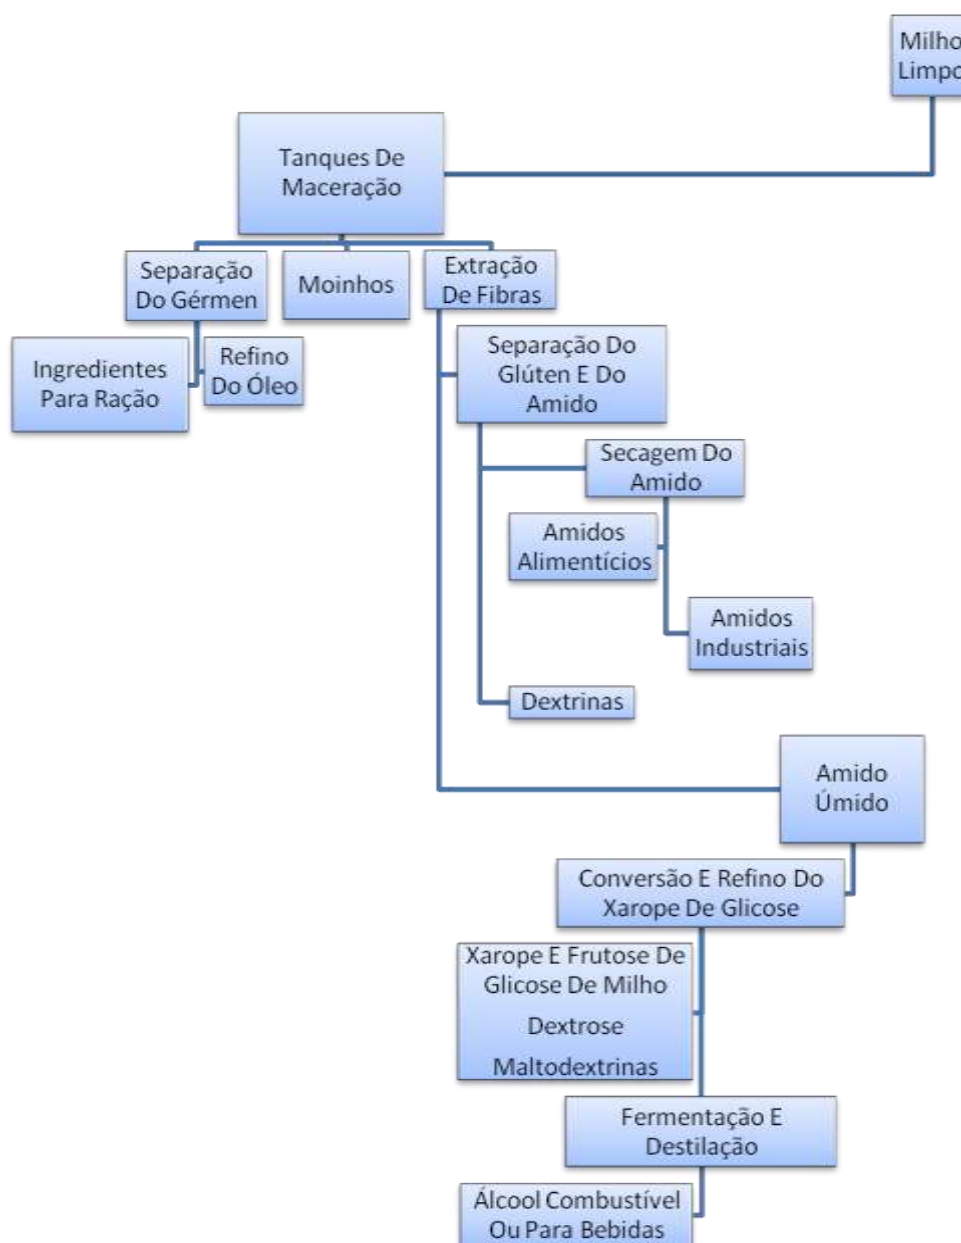 Milho
Limpo
Tanques De
Maceração
Separação
Do Gérmen
Moinhos
Extração
De Fibras
Ingredientes
Para Ração
Refino
Do Óleo
Separação Do
Glúten E Do
Amido
Secagem Do
Amido
Amidos
Alimentícios
Amidos
Industriais
Dextrinas
Amido
Úmido
Conversão E Refino Do
Xarope De Glicose
Xarope E Frutose De
Glicose De Milho
Dextrose
Maltodextrinas
Fermentação E
Destilação
Álcool Combustível
Ou Para Bebidas